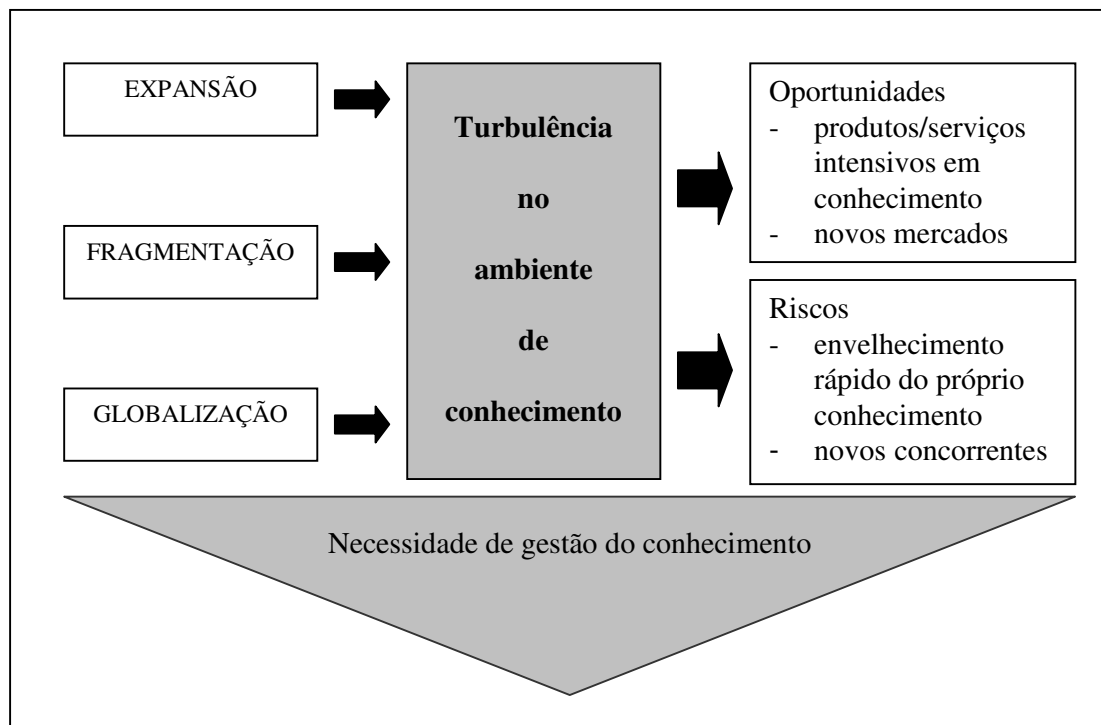 EXPANSÃO
FRAGMENTAÇÃO
GLOBALIZAÇÃO
Turbulência
no
ambiente
de
conhecimento
Oportunidades
- produtos/serviços
intensivos em
conhecimento
- novos mercados
Riscos
- envelhecimento
rápido do próprio
conhecimento
- novos concorrentes
Necessidade de gestão do conhecimento